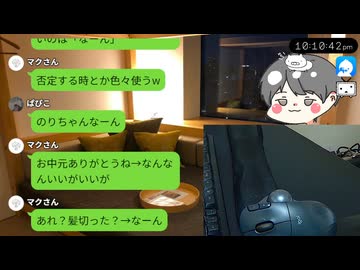 いのは「なーん」
マクさん
否定する時とか色々使うw
ぱぴこ
のりちゃんなーん
マクさん
お中元ありがとうね→なんな
んいいがいいが
マクさん
あれ？髪切った？→なーん
10:10:42pm